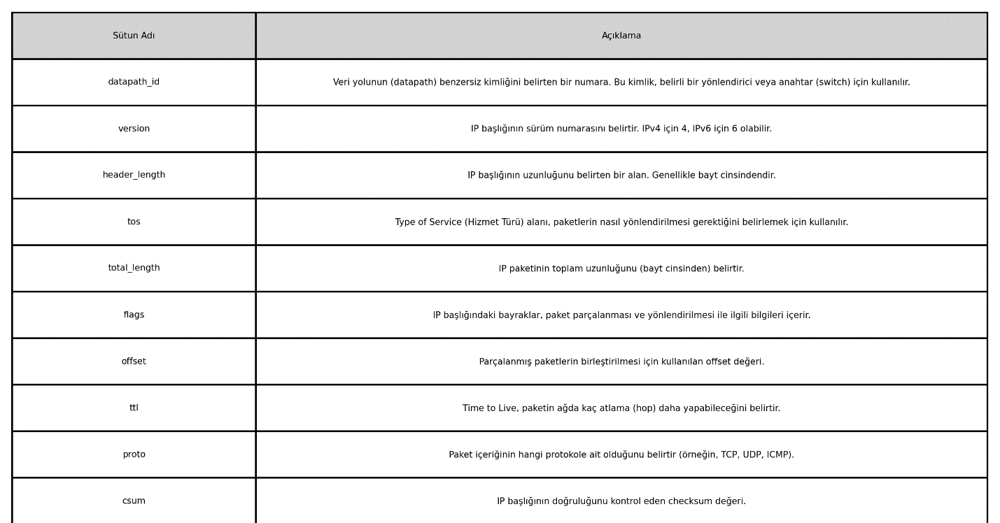 Sütun Adı Açıklama
datapath_id Veri yolunun (datapath) benzersiz kimliğini belirten bir numara. Bu kimlik, belirli bir yönlendirici veya anahtar (switch) için kullanılır.
version IP başlığının sürüm numarasını belirtir. IPv4 için 4, IPv6 için 6 olabilir.
header_length IP başlığının uzunluğunu belirten bir alan. Genellikle bayt cinsindendir.
tos Type of Service (Hizmet Türü) alanı, paketlerin nasıl yönlendirilmesi gerektiğini belirlemek için kullanılır.
total_length IP paketinin toplam uzunluğunu (bayt cinsinden) belirtir.
flags IP başlığındaki bayraklar, paket parçalanması ve yönlendirilmesi ile ilgili bilgileri içerir.
offset Parçalanmış paketlerin birleştirilmesi için kullanılan offset değeri.
ttl Time to Live, paketin ağda kaç atlama (hop) daha yapabileceğini belirtir.
proto Paket içeriğinin hangi protokole ait olduğunu belirtir (örneğin, TCP, UDP, ICMP).
csum IP başlığının doğruluğunu kontrol eden checksum değeri.